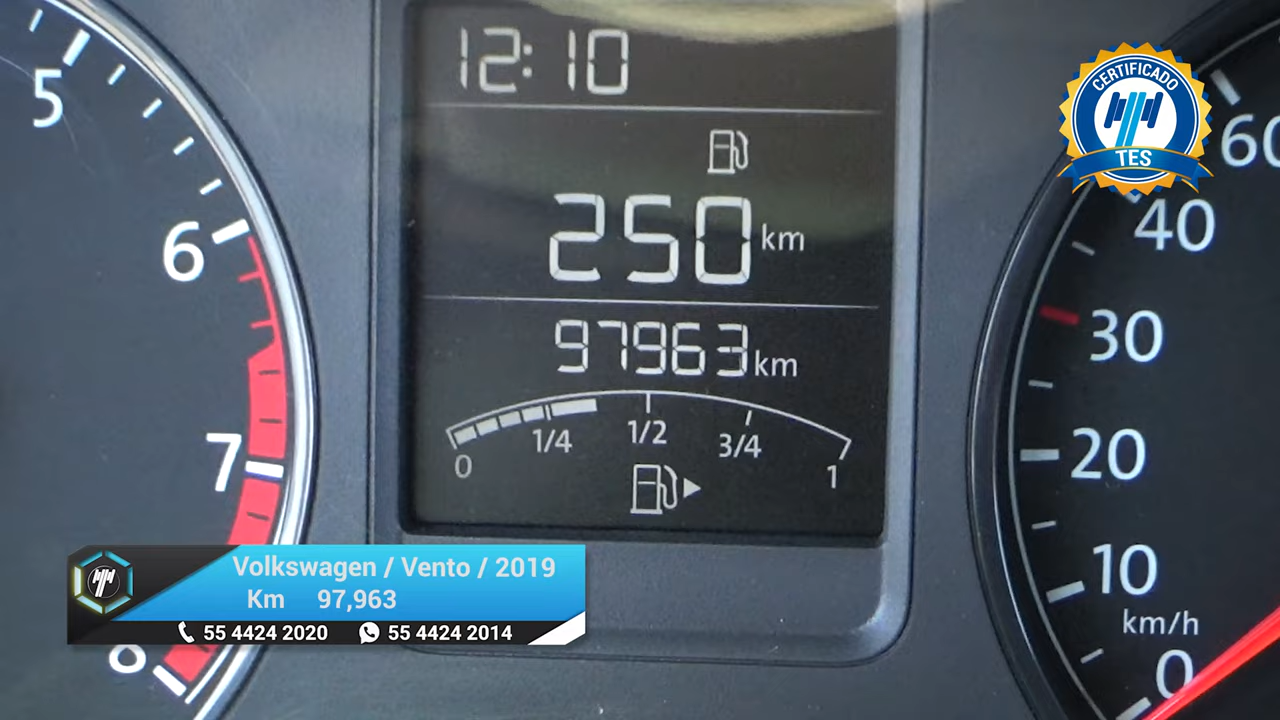 12:10
250 km
97963 km
0 1/4 1/2 3/4 1
5
6
7
8
60
40
30
20
10
km/h
0
CERTIFICADO
TES
Volkswagen / Vento / 2019
Km 97,963
55 4424 2020 55 4424 2014